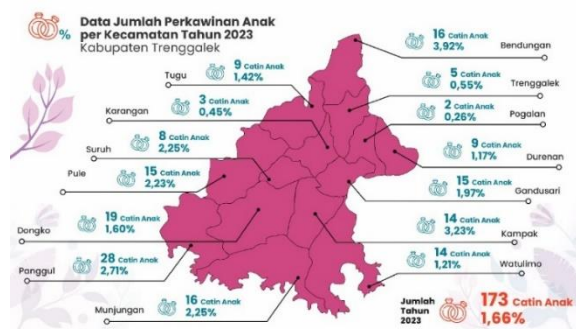 Data Jumlah Perkawinan Anak
per Kecamatan Tahun 2023
Kabupaten Trenggalek
%
16 Catin Anak
3,92%
Bendungan
9 Catin Anak
1,42%
Tugu
5 Catin Anak
0,55%
Trenggalek
3 Catin Anak
0,45%
Karangan
2 Catin Anak
0,26%
Pogalan
8 Catin Anak
2,25%
Suruh
9 Catin Anak
1,17%
Durenan
15 Catin Anak
2,23%
Pule
15 Catin Anak
1,97%
Gandusari
19 Catin Anak
1,60%
Dongko
14 Catin Anak
3,23%
Kampak
28 Catin Anak
2,71%
Panggul
14 Catin Anak
1,21%
Watulimo
16 Catin Anak
2,25%
Munjungan
Jumlah
Tahun
2023
173 Catin Anak
1,66%